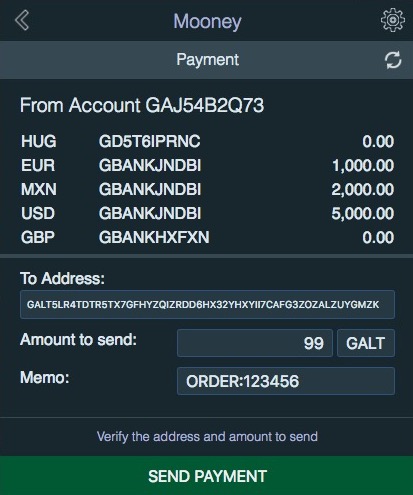 Mooney
Payment
From Account GAJ54B2Q73
HUG GD5T6IPRNC 0.00
EUR GBANKJNDBI 1,000.00
MXN GBANKJNDBI 2,000.00
USD GBANKJNDBI 5,000.00
GBP GBANKHXFXN 0.00
To Address:
GALT5LR4TDTR5TX7GFHYZQIZRDD6HX32YHXYII7CAFG3ZOZALZUYGMZK
Amount to send: 99 GALT
Memo: ORDER:123456
Verify the address and amount to send
SEND PAYMENT